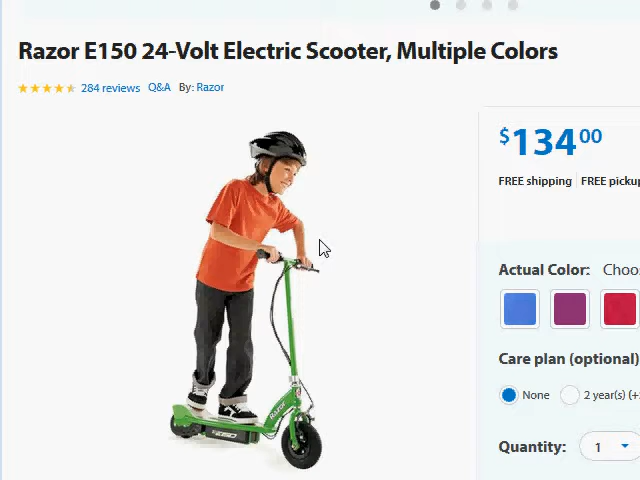 Razor E150 24-Volt Electric Scooter, Multiple Colors
284 reviews Q&A By: Razor
$134 00
FREE shipping FREE pickup
Actual Color: Choo
Care plan (optional)
None 2 year(s) (+
Quantity: 1
Razor
E150